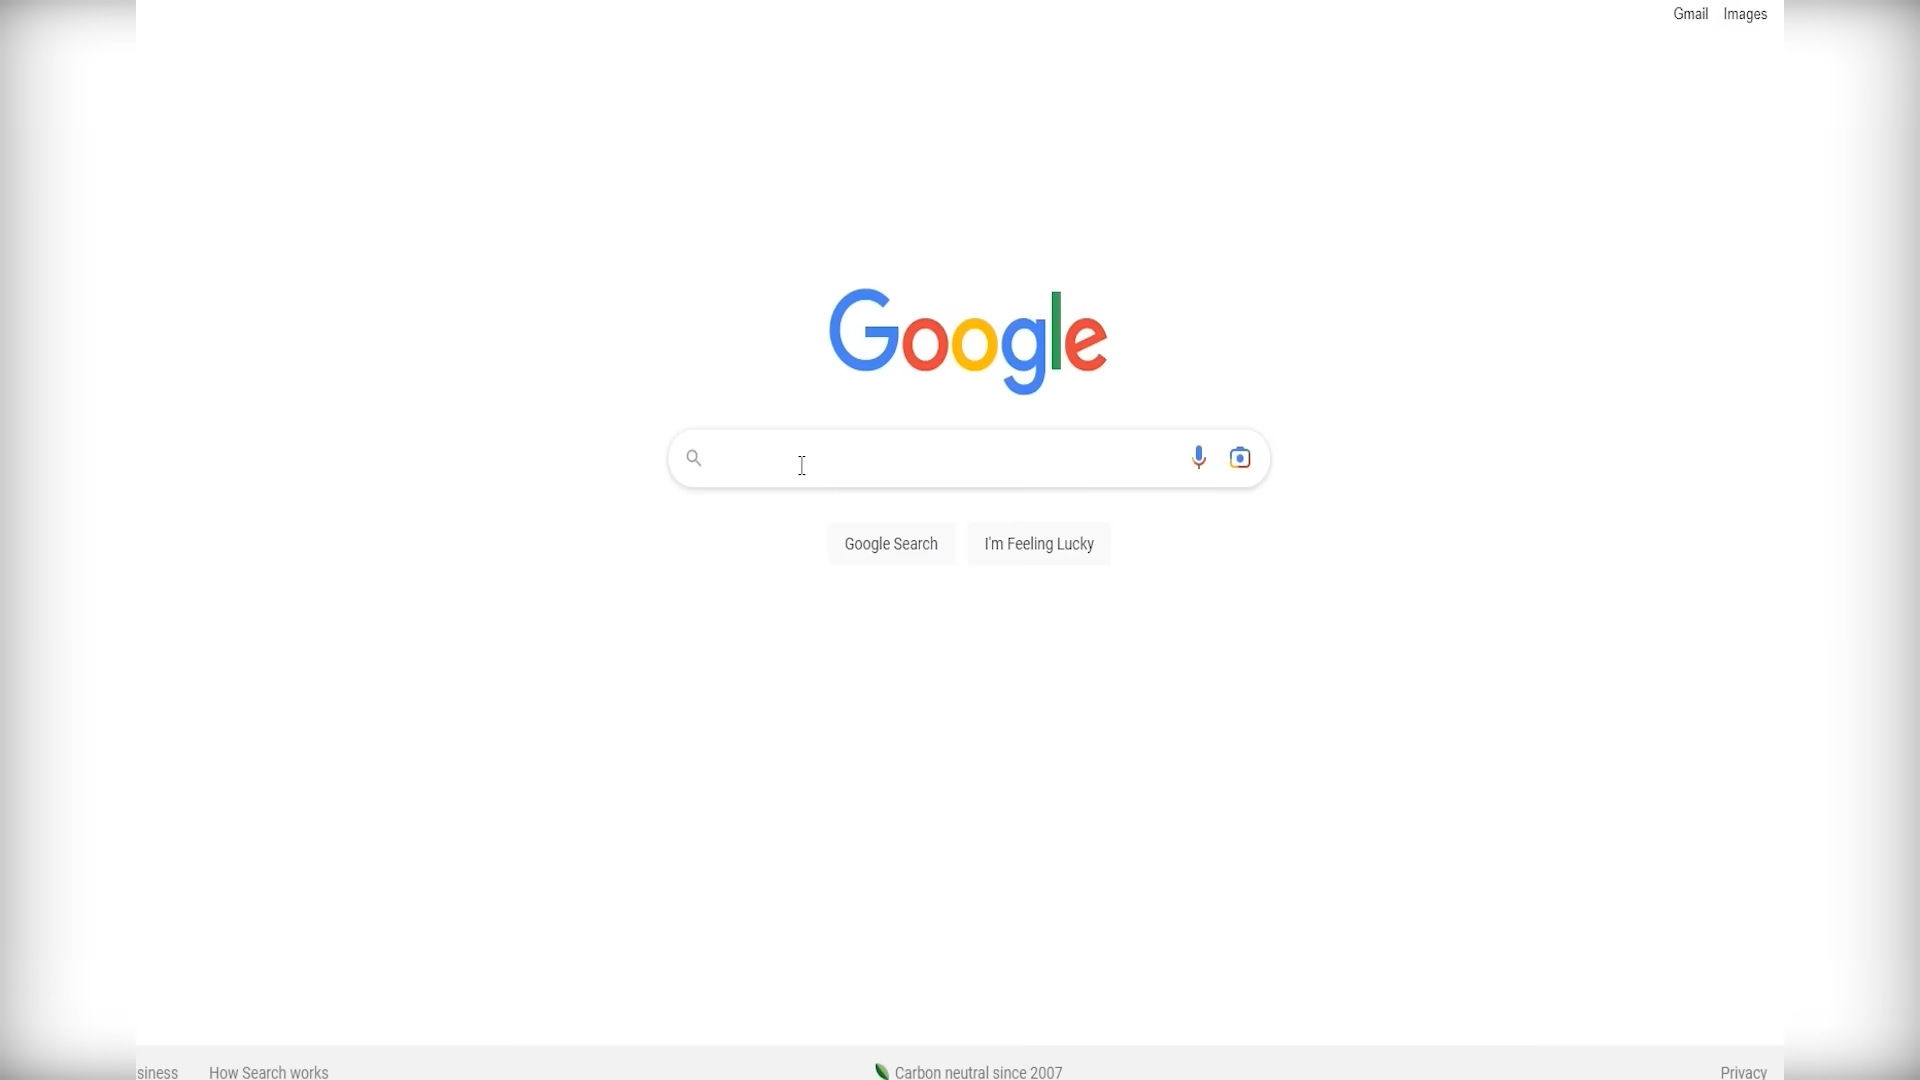 Gmail Images
Google
Google Search I'm Feeling Lucky
siness How Search works Carbon neutral since 2007 Privacy